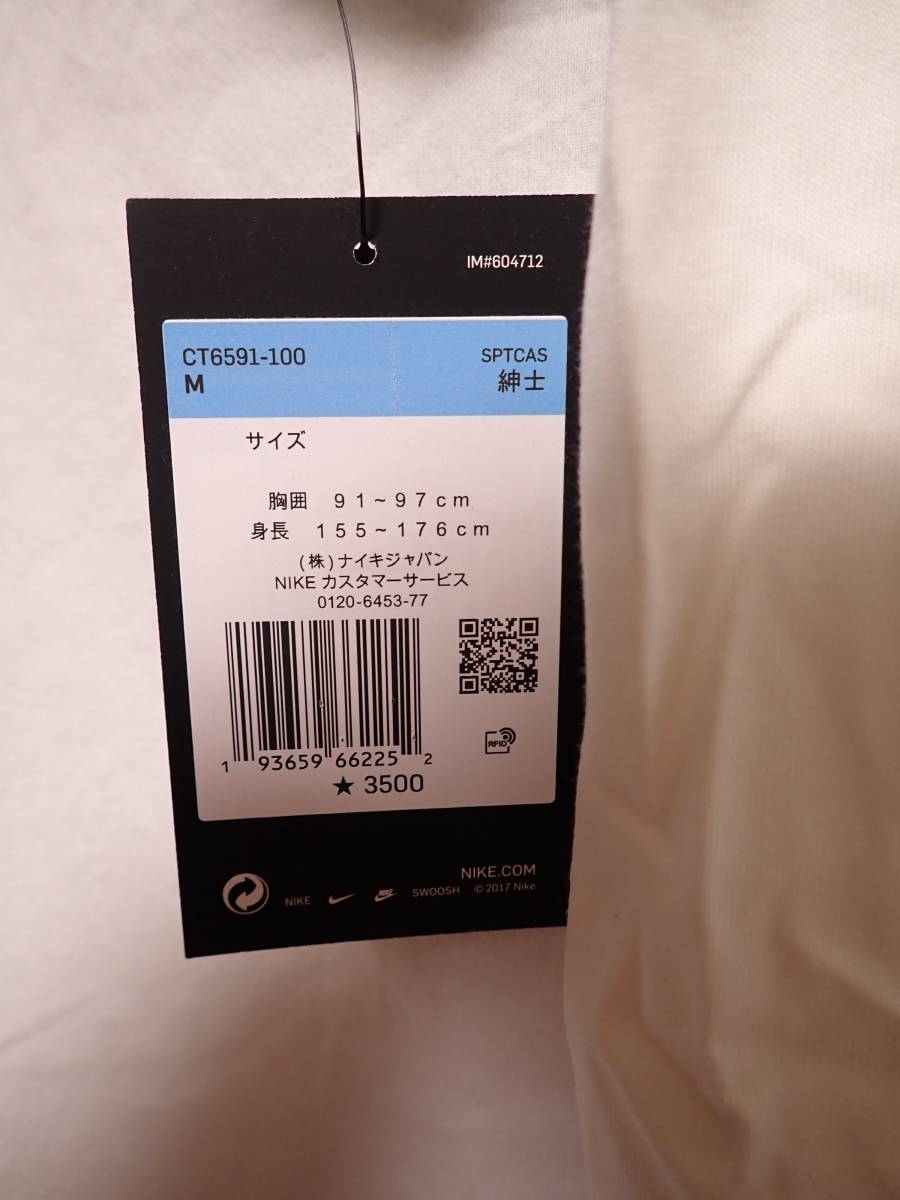 IM#604712
CT6591-100 SPTCAS
M 紳士
サイズ
胸囲 91~97cm
身長 155~176cm
(株)ナイキジャパン
NIKE カスタマーサービス
0120-6453-77
RFID
1 93659 66225 2
★ 3500
NIKE.COM
NIKE NIKE SWOOSH © 2017 Nike